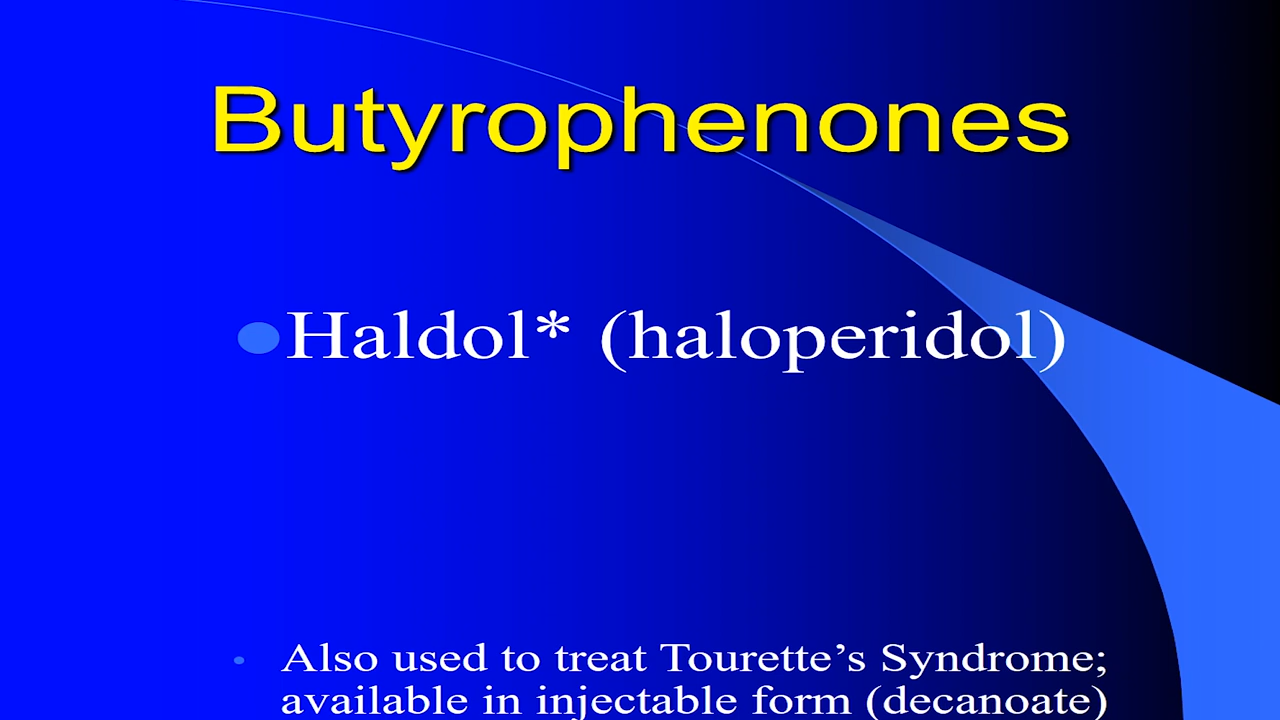 Butyrophenones
Haldol* (haloperidol)
Also used to treat Tourette’s Syndrome;
available in injectable form (decanoate)